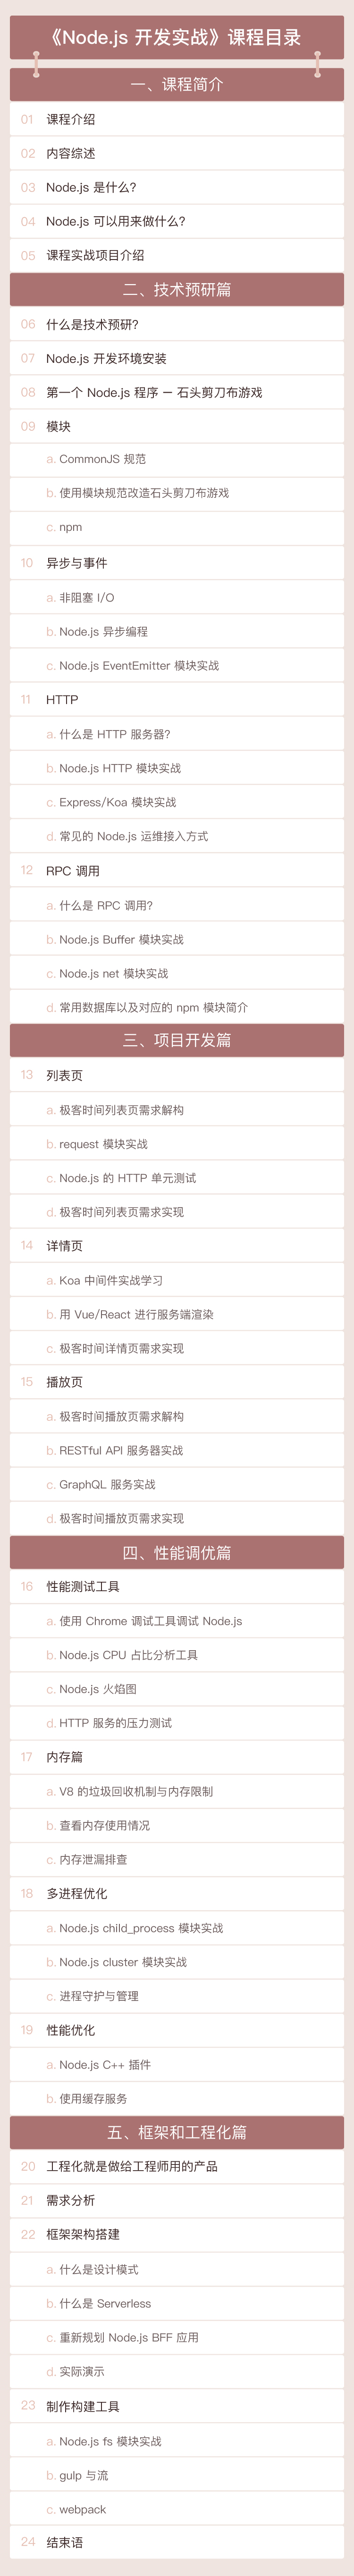 《Node.js 开发实战》课程目录
一、课程简介
01 课程介绍
02 内容综述
03 Node.js 是什么?
04 Node.js 可以用来做什么?
05 课程实战项目介绍
二、技术预研篇
06 什么是技术预研?
07 Node.js 开发环境安装
08 第一个 Node.js 程序 — 石头剪刀布游戏
09 模块
a. CommonJS 规范
b. 使用模块规范改造石头剪刀布游戏
c. npm
10 异步与事件
a. 非阻塞 I/O
b. Node.js 异步编程
c. Node.js EventEmitter 模块实战
11 HTTP
a. 什么是 HTTP 服务器?
b. Node.js HTTP 模块实战
c. Express/Koa 模块实战
d. 常见的 Node.js 运维接入方式
12 RPC 调用
a. 什么是 RPC 调用?
b. Node.js Buffer 模块实战
c. Node.js net 模块实战
d. 常用数据库以及对应的 npm 模块简介
三、项目开发篇
13 列表页
a. 极客时间列表页需求解构
b. request 模块实战
c. Node.js 的 HTTP 单元测试
d. 极客时间列表页需求实现
14 详情页
a. Koa 中间件实战学习
b. 用 Vue/React 进行服务端渲染
c. 极客时间详情页需求实现
15 播放页
a. 极客时间播放页需求解构
b. RESTful API 服务器实战
c. GraphQL 服务实战
d. 极客时间播放页需求实现
四、性能调优篇
16 性能测试工具
a. 使用 Chrome 调试工具调试 Node.js
b. Node.js CPU 占比分析工具
c. Node.js 火焰图
d. HTTP 服务的压力测试
17 内存篇
a. V8 的垃圾回收机制与内存限制
b. 查看内存使用情况
c. 内存泄漏排查
18 多进程优化
a. Node.js child_process 模块实战
b. Node.js cluster 模块实战
c. 进程守护与管理
19 性能优化
a. Node.js C++ 插件
b. 使用缓存服务
五、框架和工程化篇
20 工程化就是做给工程师用的产品
21 需求分析
22 框架架构搭建
a. 什么是设计模式
b. 什么是 Serverless
c. 重新规划 Node.js BFF 应用
d. 实际演示
23 制作构建工具
a. Node.js fs 模块实战
b. gulp 与流
c. webpack
24 结束语